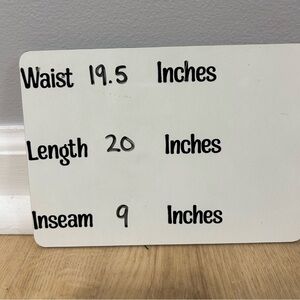 Waist 19.5 Inches
Length 20 Inches
Inseam 9 Inches